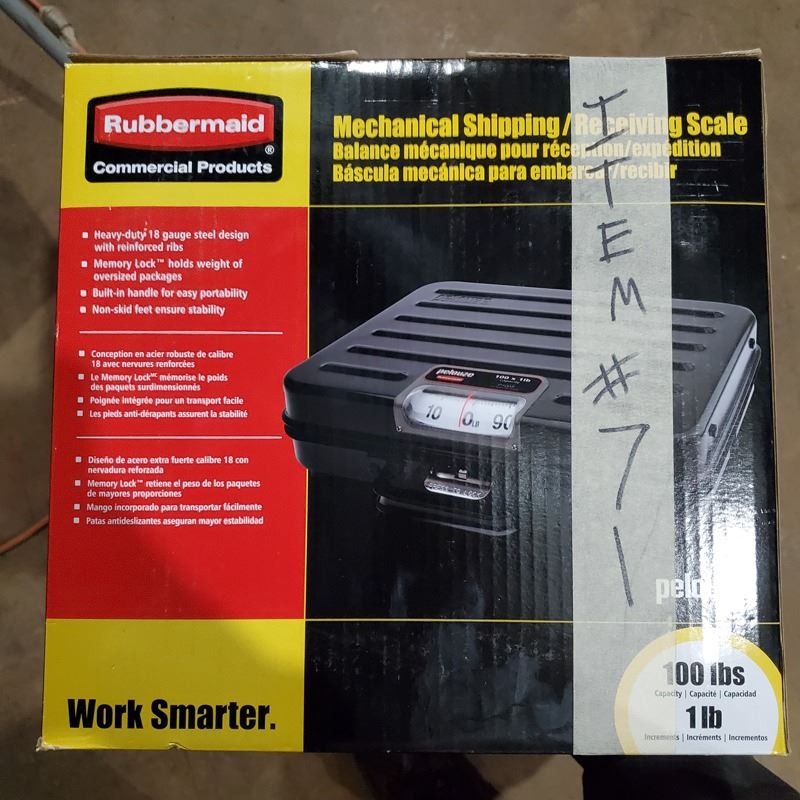 Rubbermaid
®
Commercial Products
Mechanical Shipping/Receiving Scale
Balance mécanique pour réception/expédition
Báscula mecánica para embarcar/recibir
ITEM #71
Heavy-duty 18 gauge steel design
with reinforced ribs
Memory Lock™ holds weight of
oversized packages
Built-in handle for easy portability
Non-skid feet ensure stability
Conception en acier robuste de calibre
18 avec nervures renforcées
Le Memory Lockᴹᶜ mémorise le poids
des paquets surdimensionnés
Poignée intégrée pour un transport facile
Les pieds anti-dérapants assurent la stabilité
Diseño de acero extra fuerte calibre 18 con
nervadura reforzada
Memory Lock™ retiene el peso de los paquetes
de mayores proporciones
Mango incorporado para transportar fácilmente
Patas antideslizantes aseguran mayor estabilidad
pelouze
Rubbermaid
100 x 1lb
10 0LB 90
pelo
100 lbs
Capacity | Capacité | Capacidad
1 lb
Increments | Incréments | Incrementos
Work Smarter.